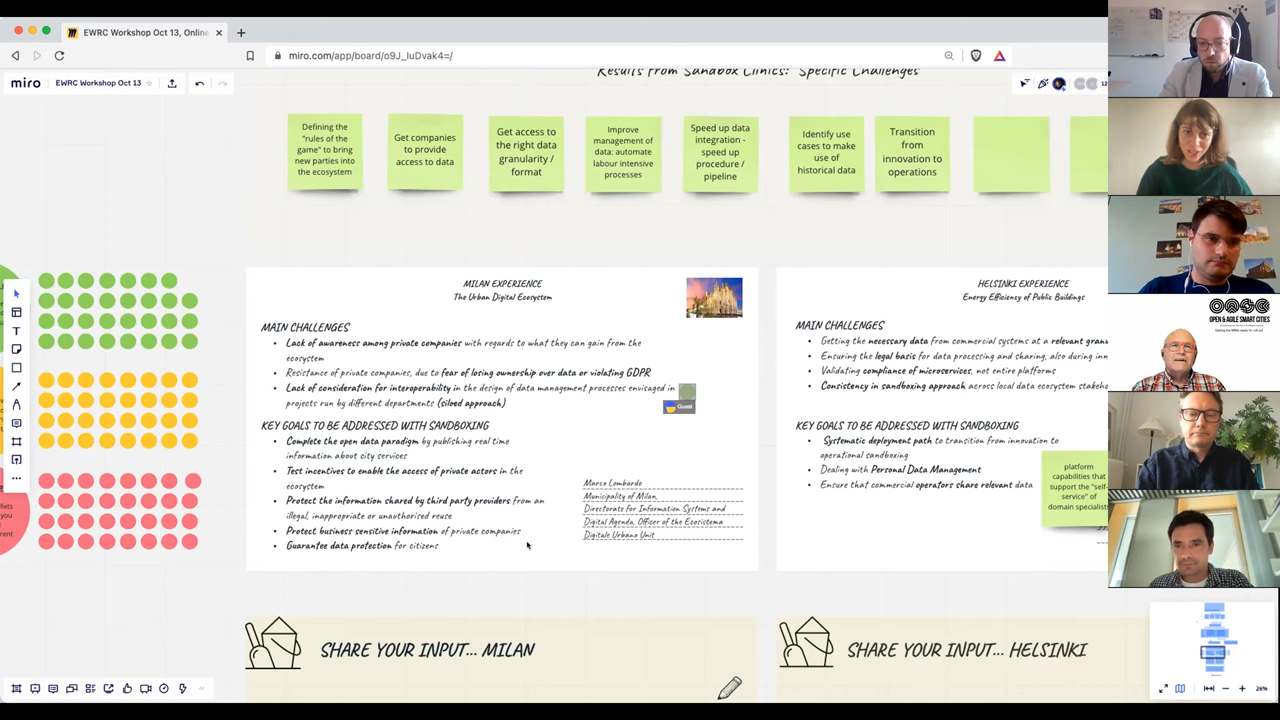 EWRC Workshop Oct 13, Online
miro.com/app/board/o9J_luDvak4=/
miro
EWRC Workshop Oct 13
12
Results from Sandbox Clinics: Specific Challenges
Defining the
"rules of the
game" to bring
new parties into
the ecosystem
Get companies
to provide
access to data
Get access to
the right data
granularity /
format
Improve
management of
data: automate
labour intensive
processes
Speed up data
integration -
speed up
procedure /
pipeline
Identify use
cases to make
use of
historical data
Transition
from
innovation to
operations
MILAN EXPERIENCE
The Urban Digital Ecosystem
MAIN CHALLENGES
Lack of awareness among private companies with regards to what they can gain from the
ecosystem
Resistance of private companies, due to fear of losing ownership over data or violating GDPR
Lack of consideration for interoperability in the design of data management processes envisaged in
projects run by different departments (siloed approach)
Guest
KEY GOALS TO BE ADDRESSED WITH SANDBOXING
Complete the open data paradigm by publishing real time
information about city services
Test incentives to enable the access of private actors in the
ecosystem
Protect the information shared by third party providers from an
illegal, inappropriate or unauthorised reuse
Protect business sensitive information of private companies
Guarantee data protection for citizens
Marco Lombardo
Municipality of Milan,
Directorate for Information Systems and
Digital Agenda, Officer of the Ecosistema
Digitale Urbano Unit
HELSINKI EXPERIENCE
Energy Efficiency of Public Buildings
MAIN CHALLENGES
Getting the necessary data from commercial systems at a relevant granu
Ensuring the legal basis for data processing and sharing, also during inn
Validating compliance of microservices, not entire platforms
Consistency in sandboxing approach across local data ecosystem stakeho
KEY GOALS TO BE ADDRESSED WITH SANDBOXING
Systematic deployment path to transition from innovation to
operational sandboxing
Dealing with Personal Data Management
Ensure that commercial operators share relevant data
platform
capabilities that
support the "self-
service" of
domain specialists
SHARE YOUR INPUT... MILAN
SHARE YOUR INPUT... HELSINKI
OPEN & AGILE SMART CITIES
26%